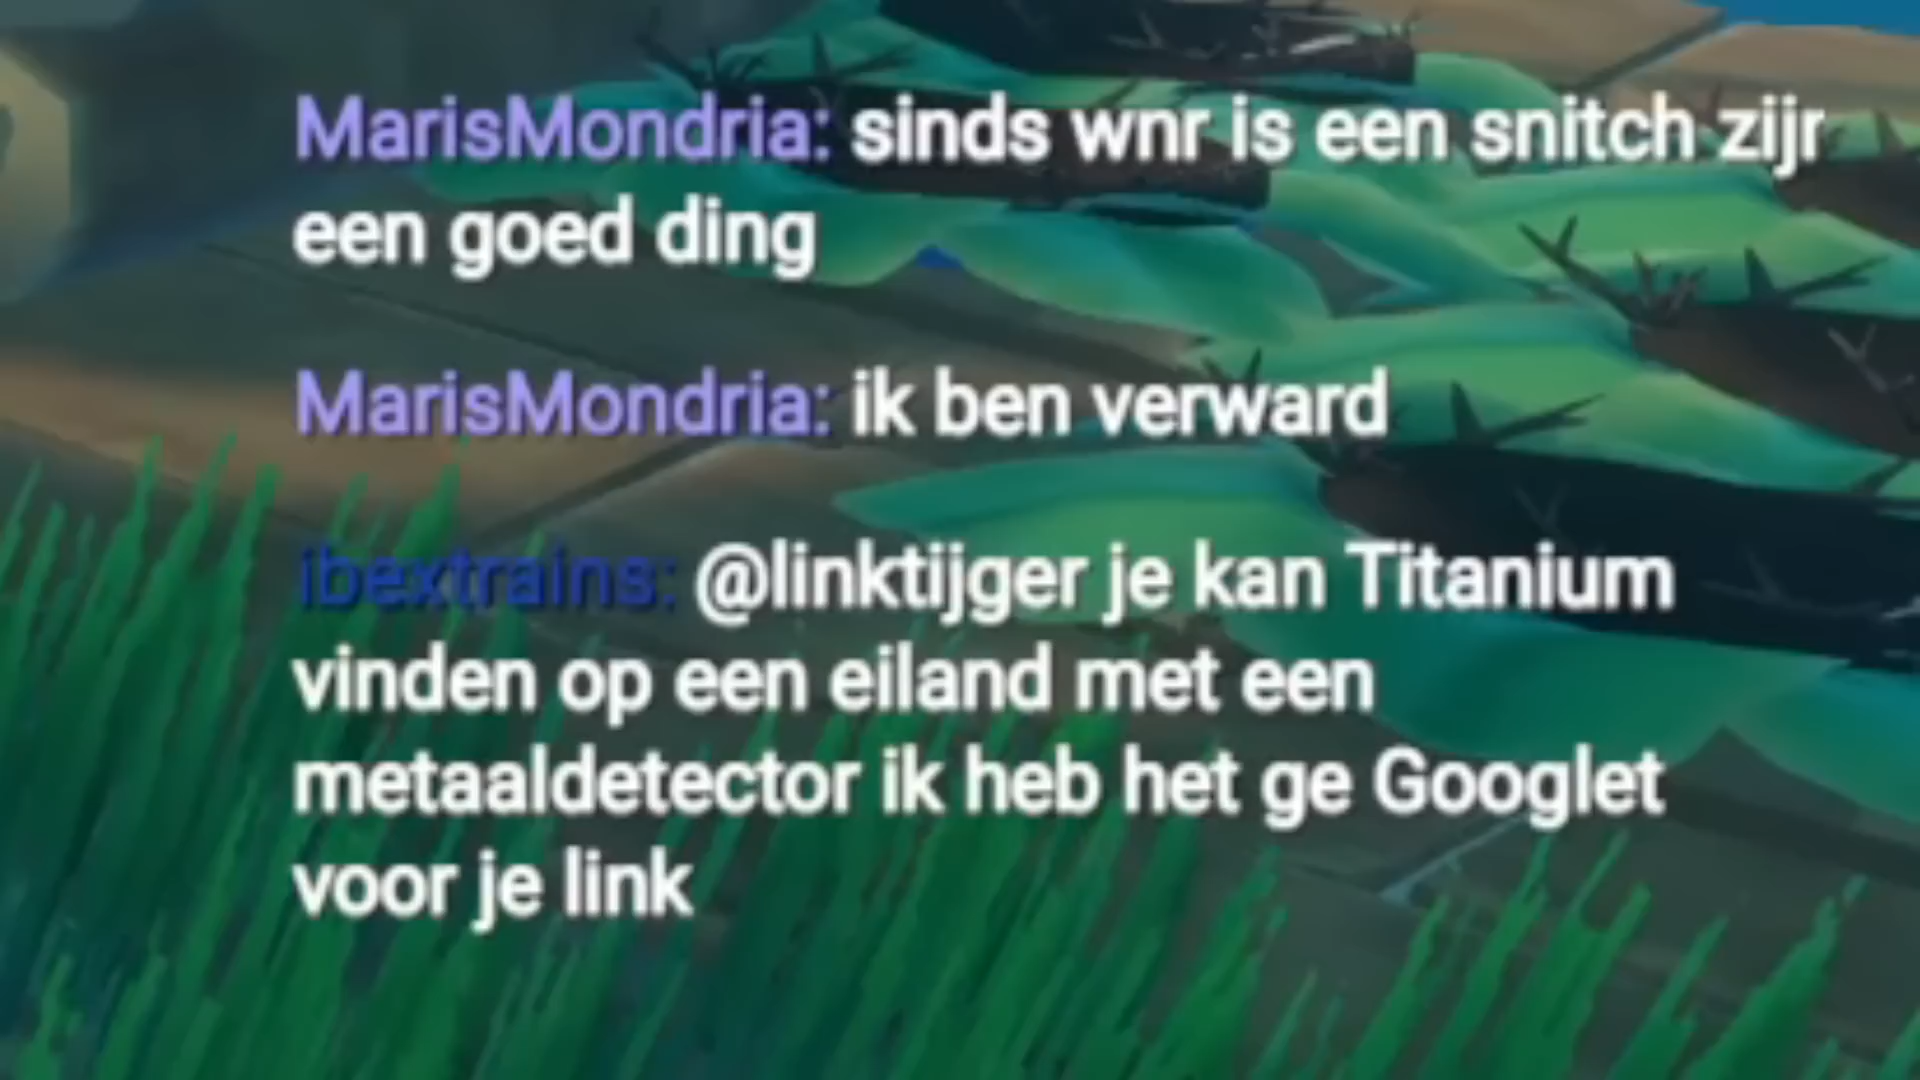 MarisMondria: sinds wnr is een snitch zijr
een goed ding
MarisMondria: ik ben verward
ibextrains: @linktijger je kan Titanium
vinden op een eiland met een
metaaldetector ik heb het ge Googlet
voor je link